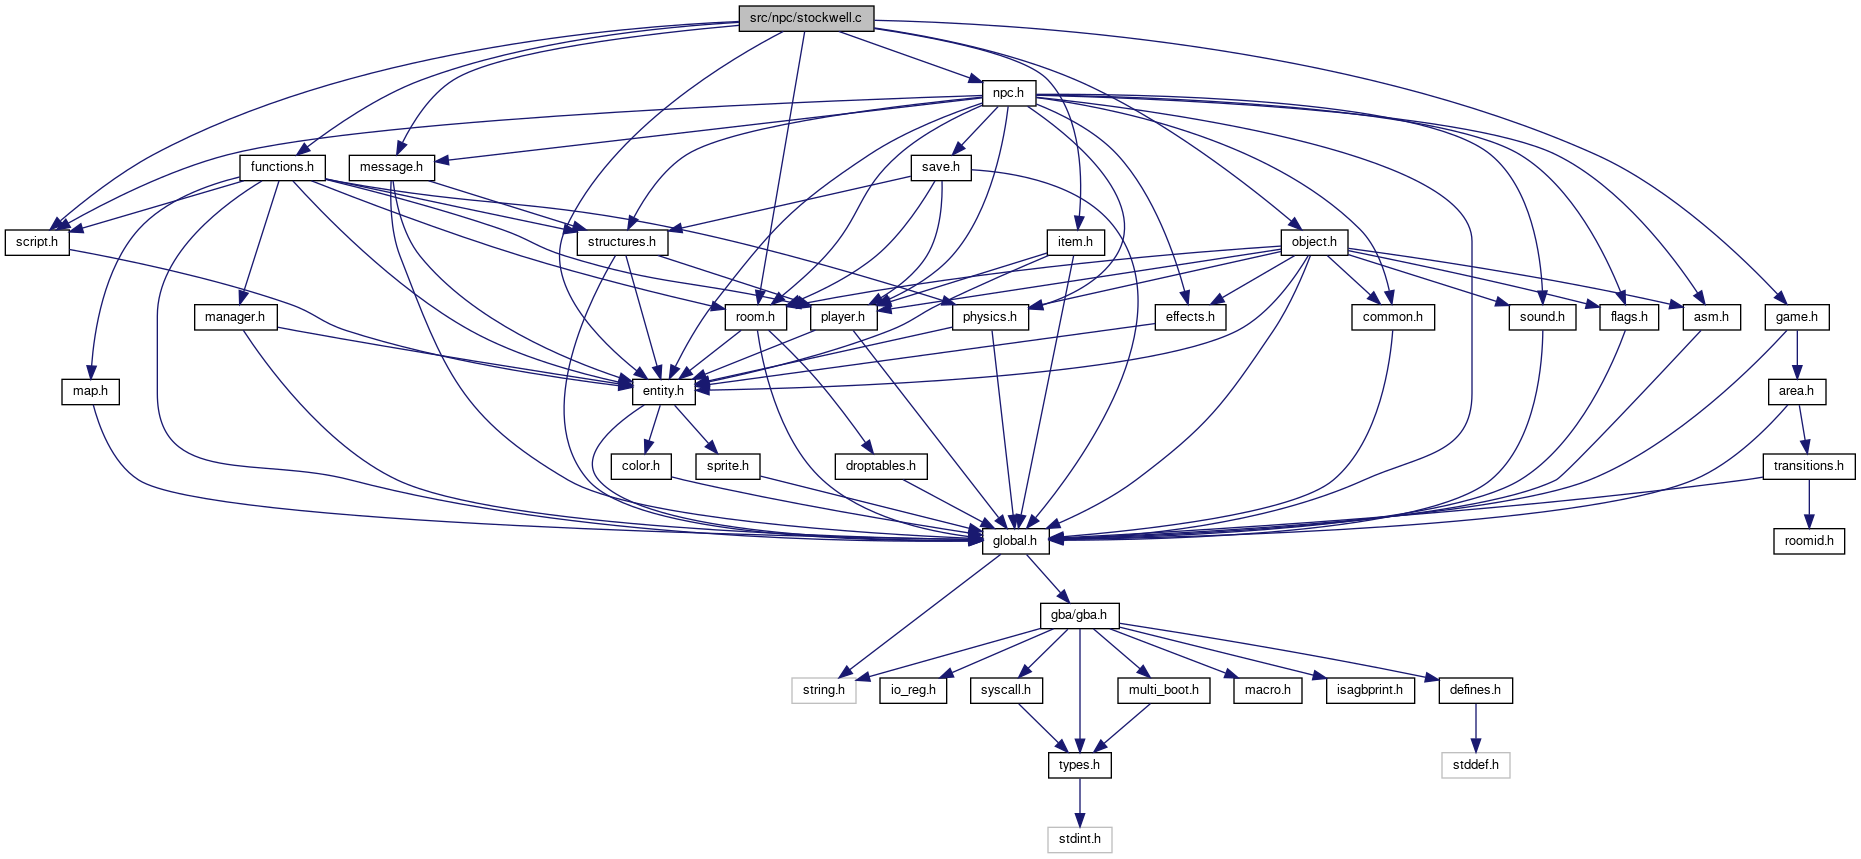 src/npc/stockwell.c
npc.h
functions.h
message.h
save.h
script.h
structures.h
item.h
object.h
manager.h
room.h
player.h
physics.h
effects.h
common.h
sound.h
flags.h
asm.h
game.h
map.h
entity.h
area.h
color.h
sprite.h
droptables.h
transitions.h
global.h
roomid.h
gba/gba.h
string.h
io_reg.h
syscall.h
multi_boot.h
macro.h
isagbprint.h
defines.h
types.h
stddef.h
stdint.h